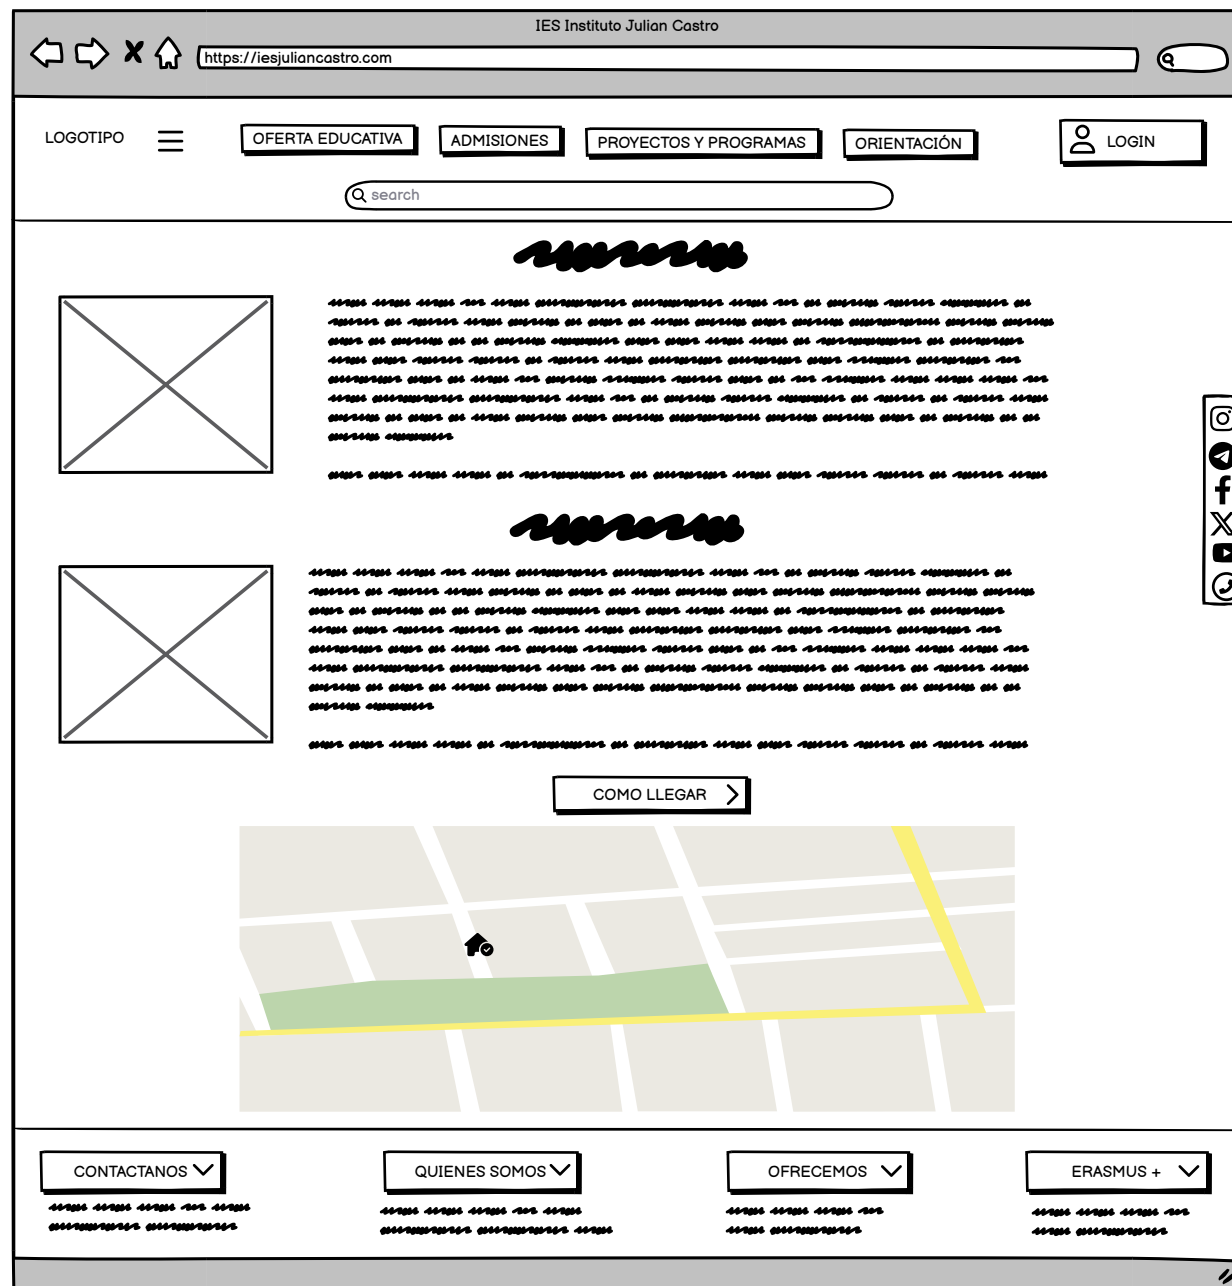 IES Instituto Julian Castro
https://iesjuliancastro.com
LOGOTIPO
OFERTA EDUCATIVA
ADMISIONES
PROYECTOS Y PROGRAMAS
ORIENTACIÓN
LOGIN
search
COMO LLEGAR
CONTACTANOS
QUIENES SOMOS
OFRECEMOS
ERASMUS +